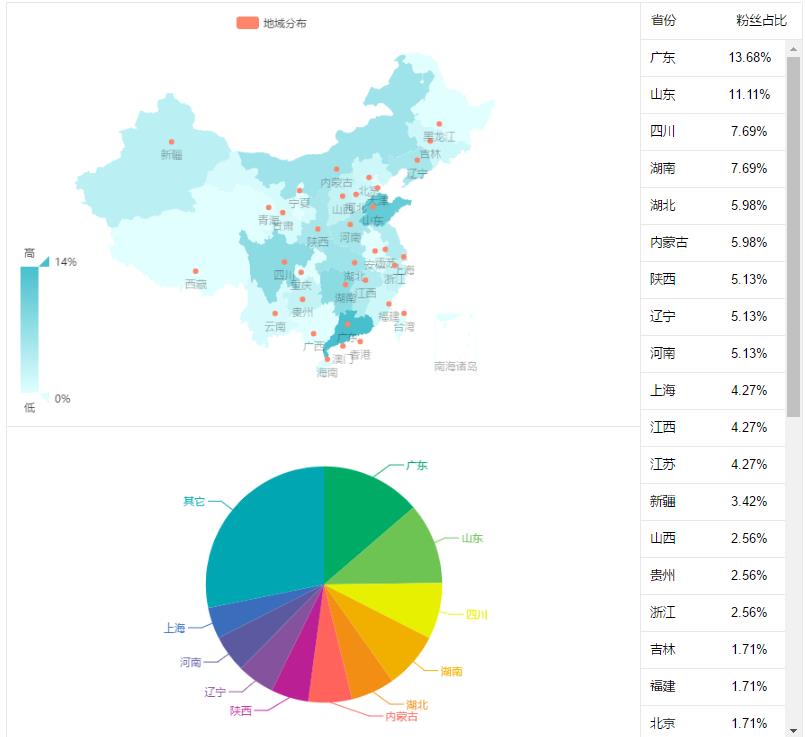 地域分布
新疆
黑龙江
吉林
辽宁
内蒙古
北京
天津
宁夏
山西
河北
山东
青海
甘肃
陕西
河南
西藏
四川
重庆
湖北
安徽
江苏
上海
浙江
湖南
江西
贵州
云南
福建
台湾
广西
广东
香港
澳门
海南
南海诸岛
高
14%
0%
低
其它
广东
山东
四川
湖南
湖北
内蒙古
陕西
辽宁
河南
上海
省份 粉丝占比
广东 13.68%
山东 11.11%
四川 7.69%
湖南 7.69%
湖北 5.98%
内蒙古 5.98%
陕西 5.13%
辽宁 5.13%
河南 5.13%
上海 4.27%
江西 4.27%
江苏 4.27%
新疆 3.42%
山西 2.56%
贵州 2.56%
浙江 2.56%
吉林 1.71%
福建 1.71%
北京 1.71%